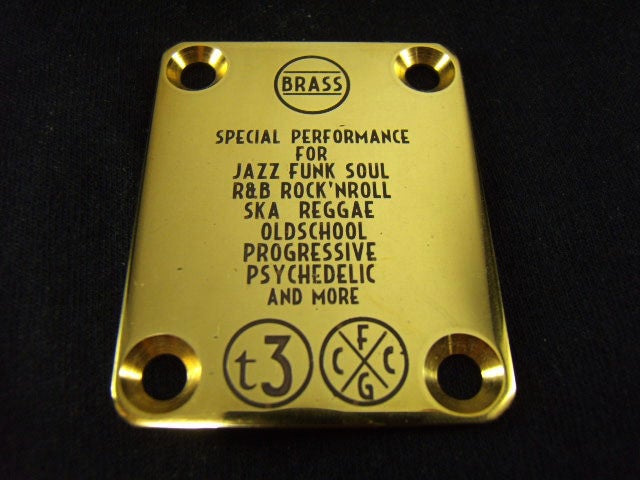 BRASS
SPECIAL PERFORMANCE
FOR
JAZZ FUNK SOUL
R&B ROCK'NROLL
SKA REGGAE
OLDSCHOOL
PROGRESSIVE
PSYCHEDELIC
AND MORE
t3
F
C C
G